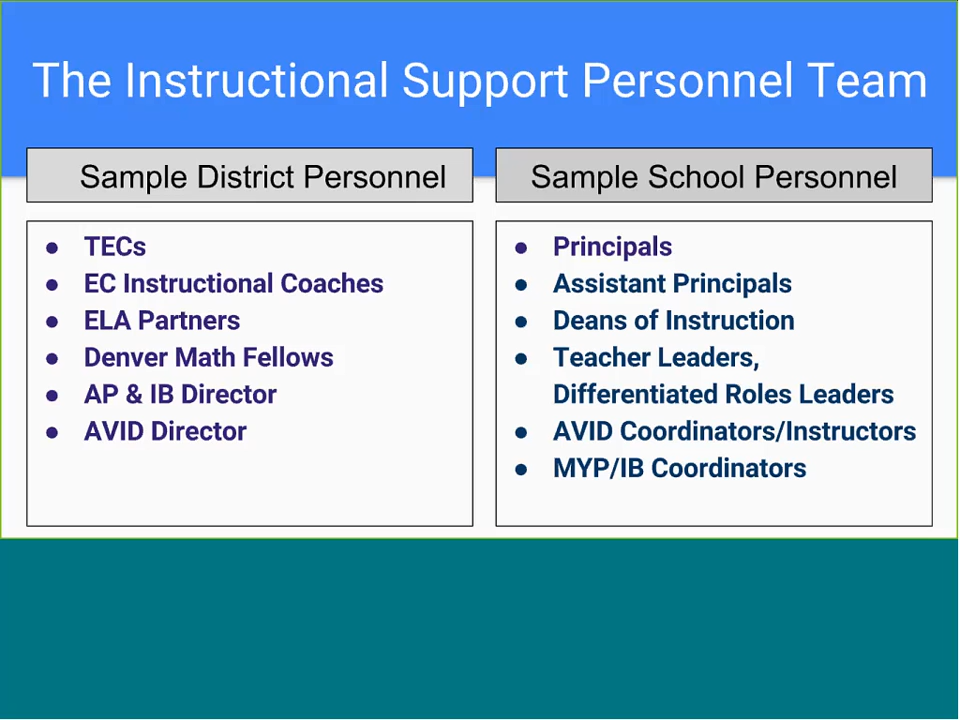 The Instructional Support Personnel Team
Sample District Personnel
● TECs
● EC Instructional Coaches
● ELA Partners
● Denver Math Fellows
● AP & IB Director
● AVID Director
Sample School Personnel
● Principals
● Assistant Principals
● Deans of Instruction
● Teacher Leaders,
Differentiated Roles Leaders
● AVID Coordinators/Instructors
● MYP/IB Coordinators